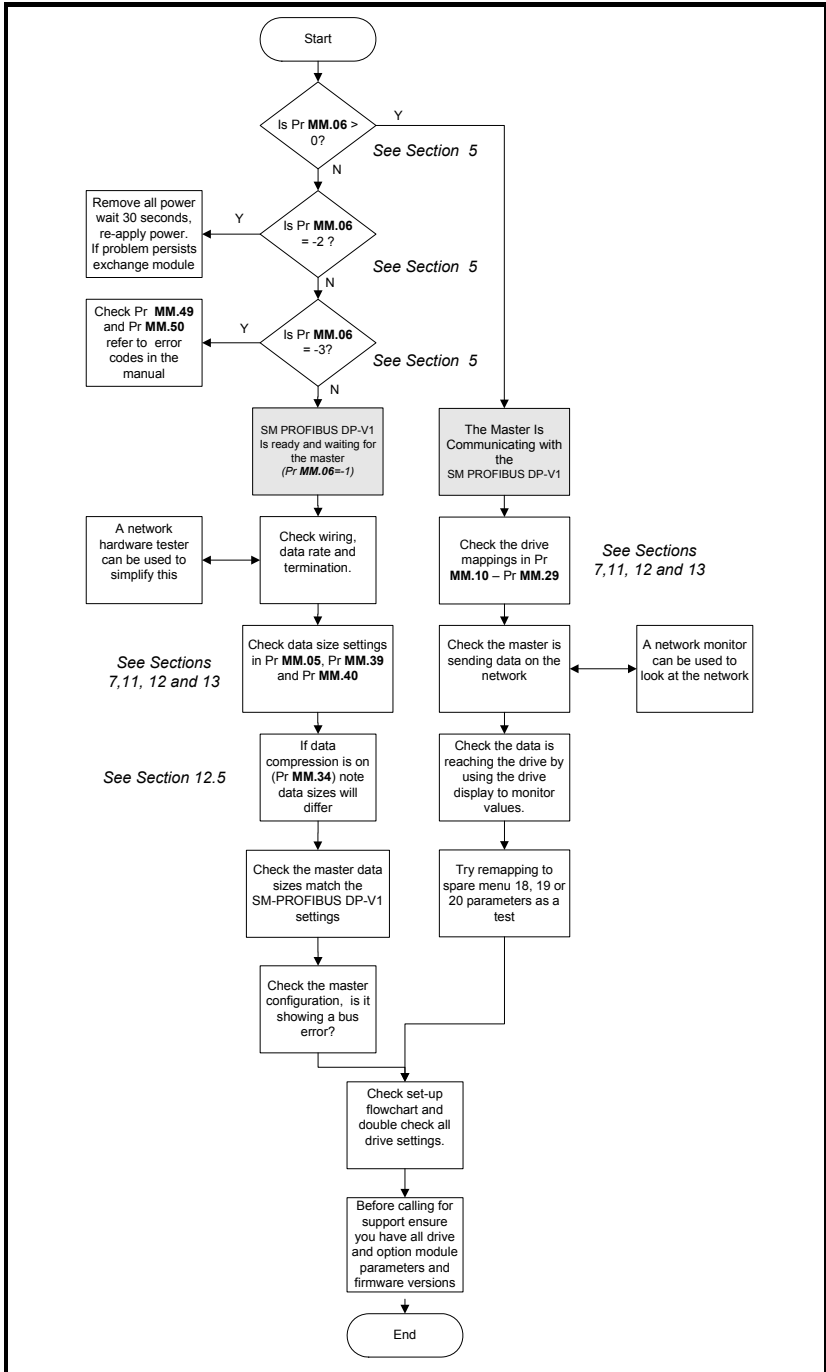 Start
Is Pr MM.06 >
0?
Y
See Section 5
N
Remove all power
wait 30 seconds,
re-apply power.
If problem persists
exchange module
Y
Is Pr MM.06
= -2 ?
See Section 5
N
Check Pr MM.49
and Pr MM.50
refer to error
codes in the
manual
Y
Is Pr MM.06
= -3?
See Section 5
N
SM PROFIBUS DP-V1
Is ready and waiting for
the master
(Pr MM.06=-1)
The Master Is
Communicating with
the
SM PROFIBUS DP-V1
A network
hardware tester
can be used to
simplify this
Check wiring,
data rate and
termination.
Check the drive
mappings in Pr
MM.10 – Pr MM.29
See Sections
7,11, 12 and 13
See Sections
7,11, 12 and 13
Check data size settings
in Pr MM.05, Pr MM.39
and Pr MM.40
Check the master is
sending data on the
network
A network monitor
can be used to
look at the network
See Section 12.5
If data
compression is on
(Pr MM.34) note
data sizes will
differ
Check the data is
reaching the drive by
using the drive
display to monitor
values.
Check the master data
sizes match the
SM-PROFIBUS DP-V1
settings
Try remapping to
spare menu 18, 19 or
20 parameters as a
test
Check the master
configuration, is it
showing a bus
error?
Check set-up
flowchart and
double check all
drive settings.
Before calling for
support ensure
you have all drive
and option module
parameters and
firmware versions
End